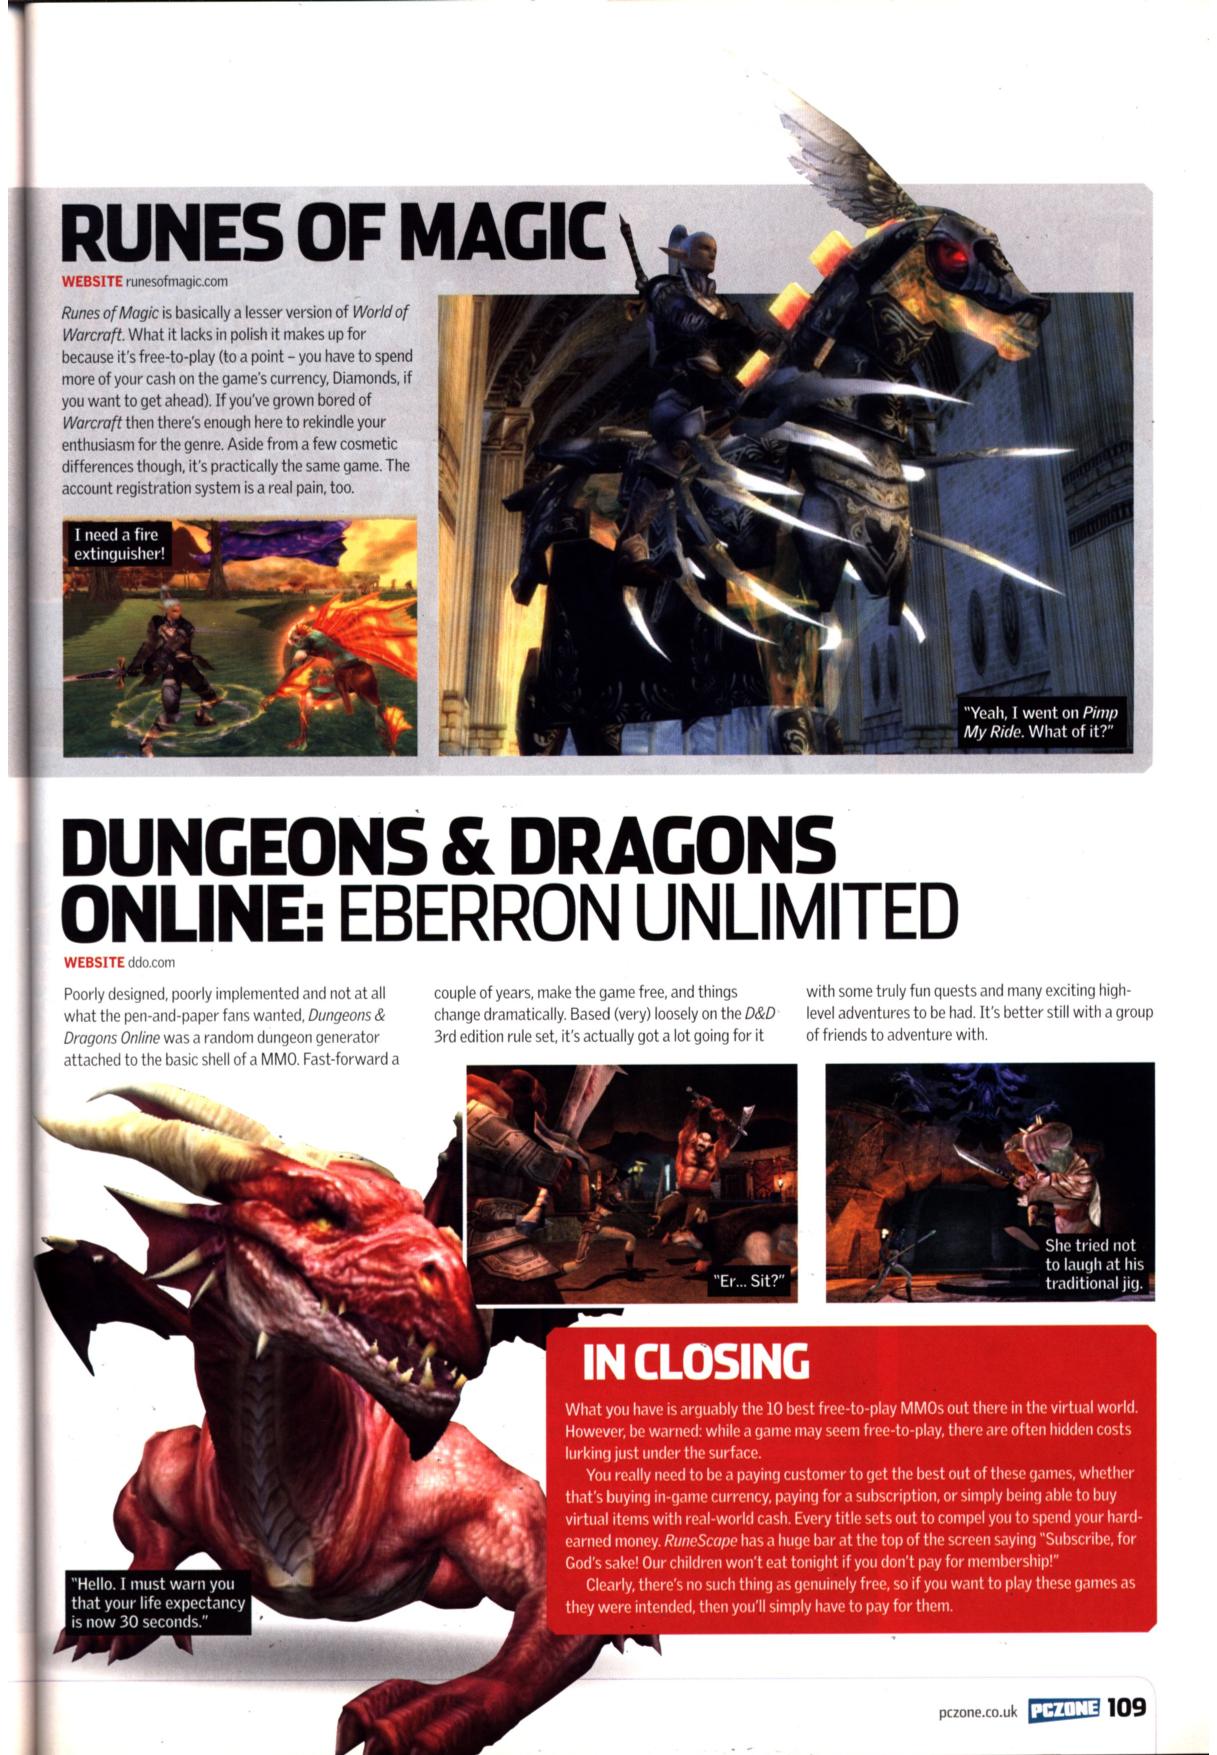 RUNES OF MAGIC
WEBSITE runesofmagic.com
Runes of Magic is basically a lesser version of World of
Warcraft. What it lacks in polish it makes up for
because it's free-to-play (to a point – you have to spend
more of your cash on the game's currency, Diamonds, if
you want to get ahead). If you've grown bored of
Warcraft then there's enough here to rekindle your
enthusiasm for the genre. Aside from a few cosmetic
differences though, it's practically the same game. The
account registration system is a real pain, too.
I need a fire
extinguisher!
"Yeah, I went on Pimp
My Ride. What of it?"
DUNGEONS & DRAGONS
ONLINE: EBERRON UNLIMITED
WEBSITE ddo.com
Poorly designed, poorly implemented and not at all
what the pen-and-paper fans wanted, Dungeons &
Dragons Online was a random dungeon generator
attached to the basic shell of a MMO. Fast-forward a
couple of years, make the game free, and things
change dramatically. Based (very) loosely on the D&D
3rd edition rule set, it's actually got a lot going for it
with some truly fun quests and many exciting high-
level adventures to be had. It's better still with a group
of friends to adventure with.
"Er... Sit?"
She tried not
to laugh at his
traditional jig.
"Hello. I must warn you
that your life expectancy
is now 30 seconds."
IN CLOSING
What you have is arguably the 10 best free-to-play MMOs out there in the virtual world.
However, be warned: while a game may seem free-to-play, there are often hidden costs
lurking just under the surface.
You really need to be a paying customer to get the best out of these games, whether
that's buying in-game currency, paying for a subscription, or simply being able to buy
virtual items with real-world cash. Every title sets out to compel you to spend your hard-
earned money. RuneScape has a huge bar at the top of the screen saying "Subscribe, for
God's sake! Our children won't eat tonight if you don't pay for membership!"
Clearly, there's no such thing as genuinely free, so if you want to play these games as
they were intended, then you'll simply have to pay for them.
pczone.co.uk PCZONE 109